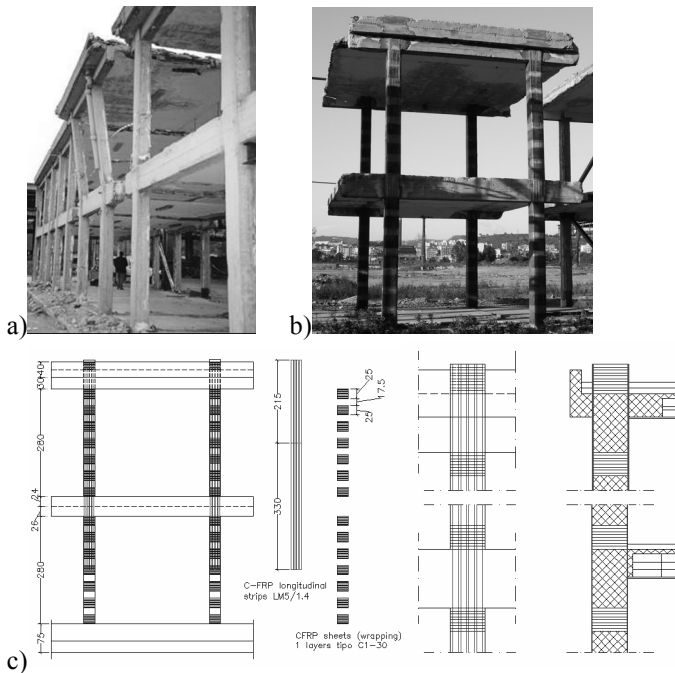 a)
b)
c)
30|40
280
24
26
280
75
215
330
25
17.5
25
C-FRP longitudinal
strips LM5/1.4
CFRP sheets (wrapping)
1 layers tipo C1-30